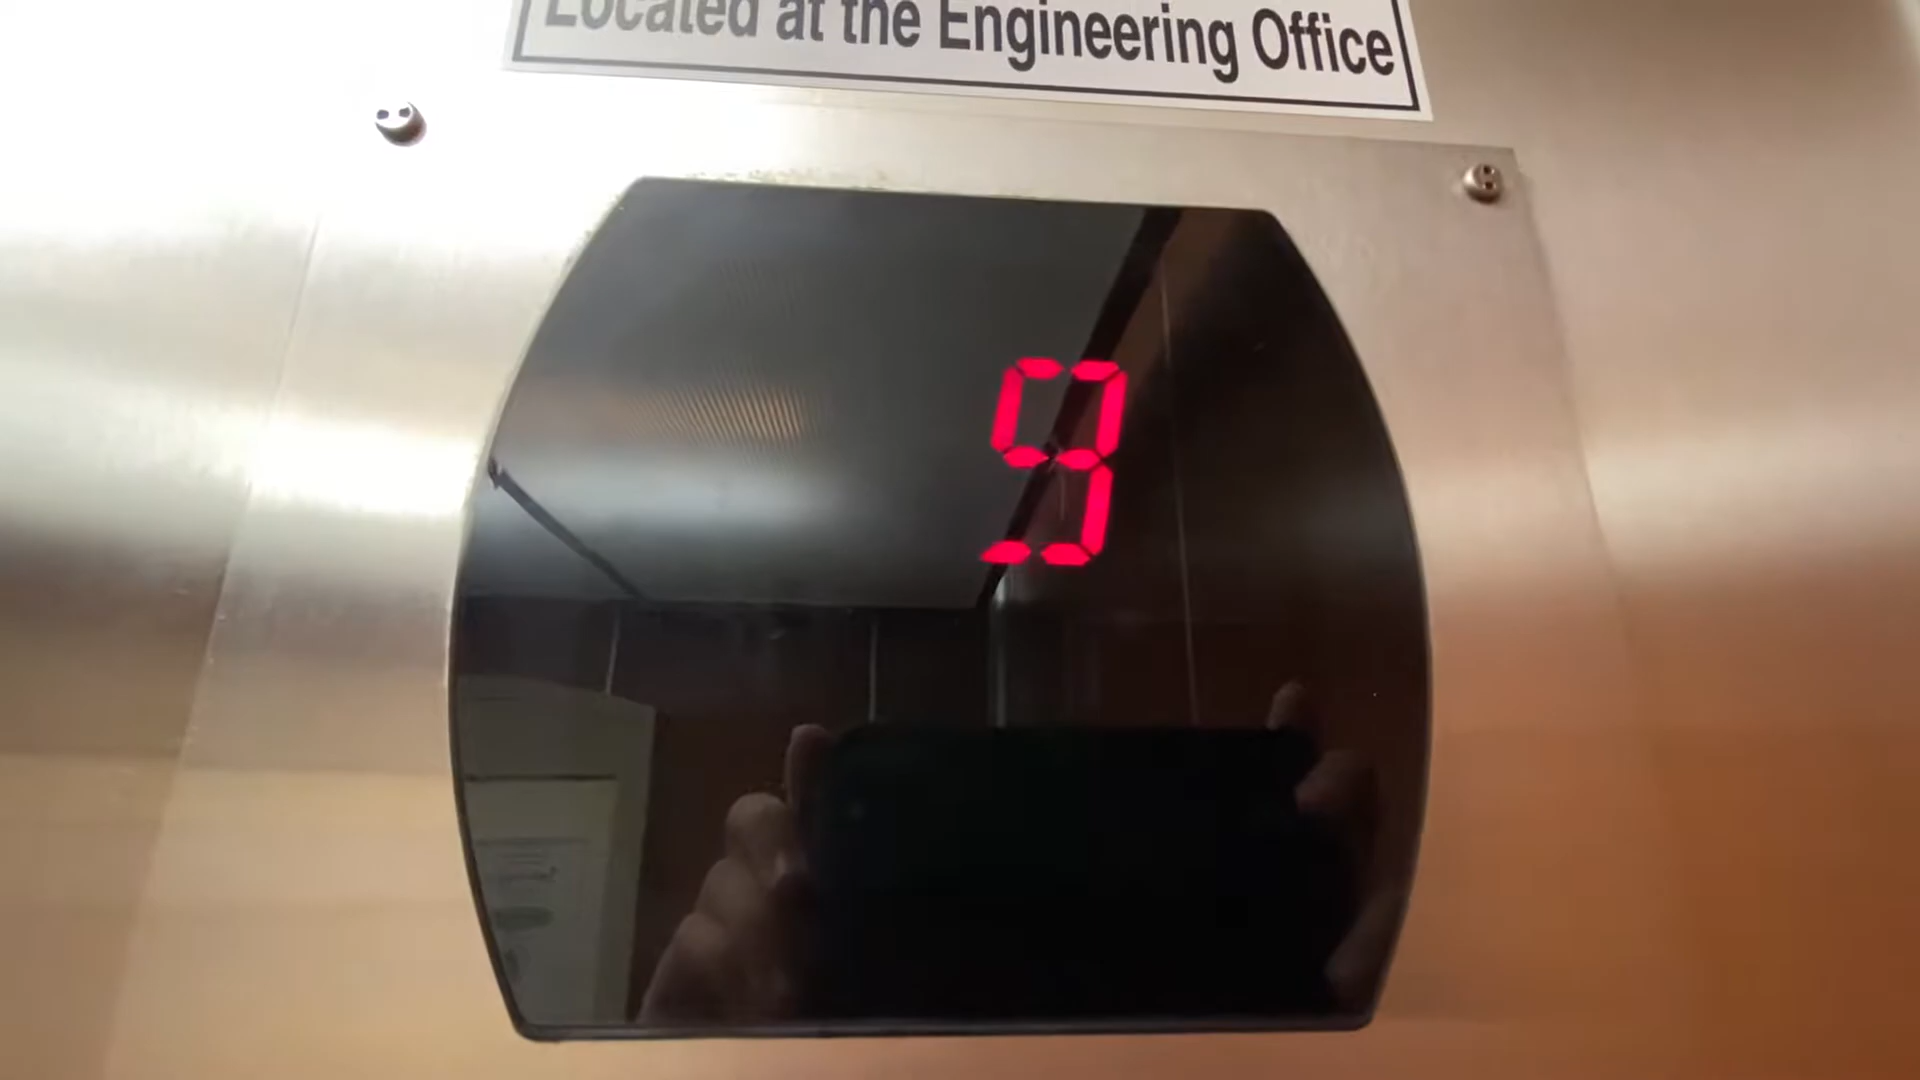 Located at the Engineering Office
9